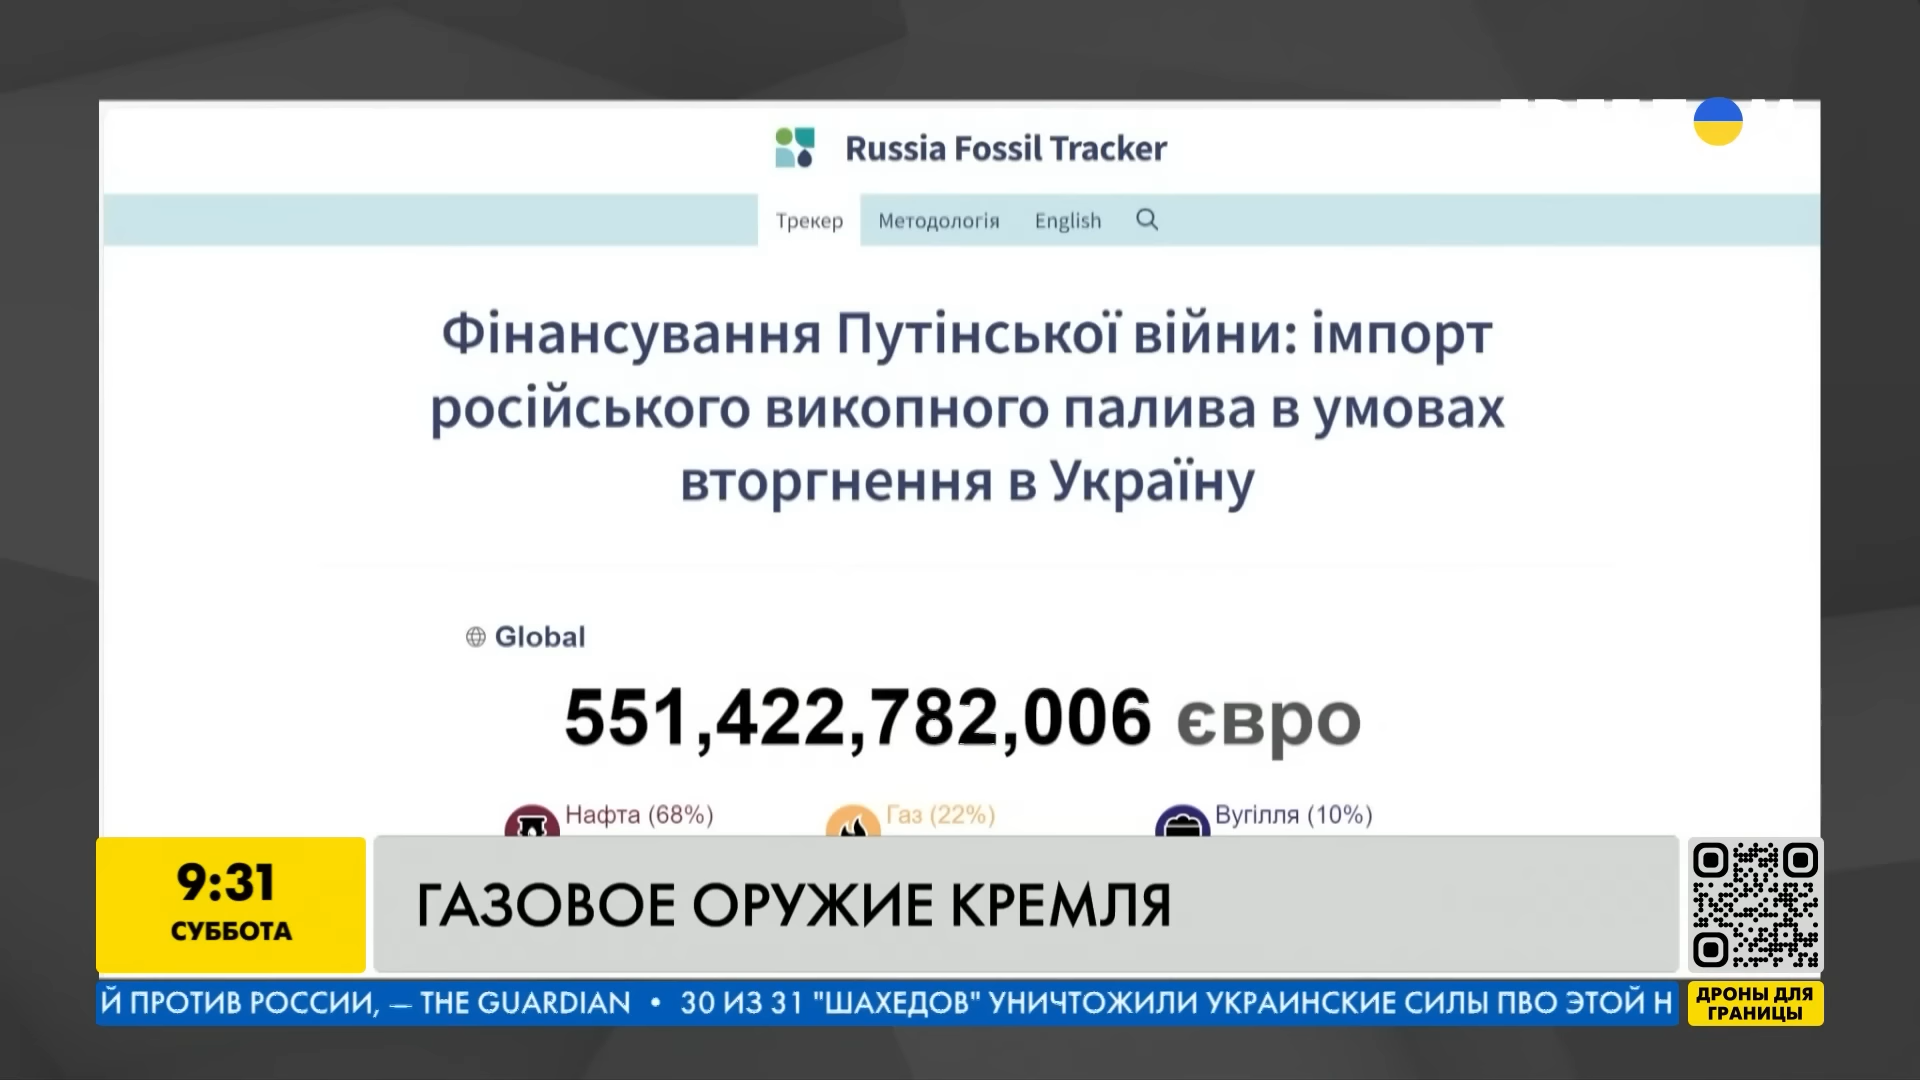 Russia Fossil Tracker
Трекер Методологія English
Фінансування Путінської війни: імпорт
російського викопного палива в умовах
вторгнення в Україну
Global
551,422,782,006 євро
Нафта (68%) Газ (22%) Вугілля (10%)
9:31
СУББОТА
ГАЗОВОЕ ОРУЖИЕ КРЕМЛЯ
Й ПРОТИВ РОССИИ, — THE GUARDIAN • 30 ИЗ 31 "ШАХЕДОВ" УНИЧТОЖИЛИ УКРАИНСКИЕ СИЛЫ ПВО ЭТОЙ Н
ДРОНЫ ДЛЯ
ГРАНИЦЫ